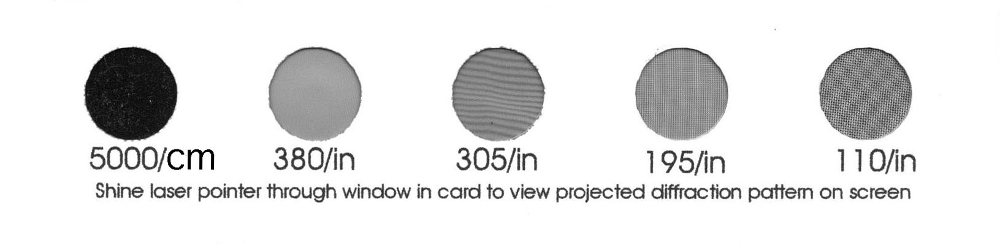 5000/cm 380/in 305/in 195/in 110/in
Shine laser pointer through window in card to view projected diffraction pattern on screen